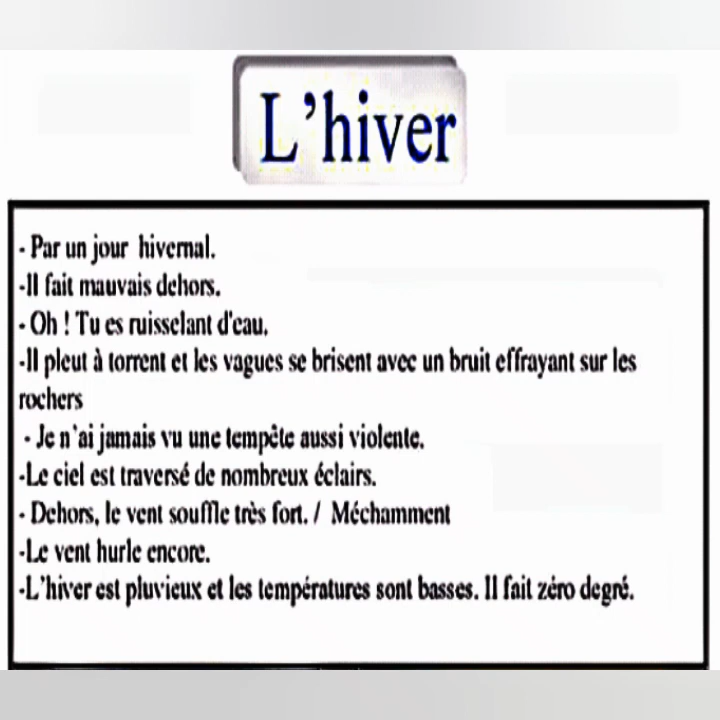 L'hiver
- Par un jour hivernal.
-Il fait mauvais dehors.
- Oh ! Tu es ruisselant d'eau.
-Il pleut à torrent et les vagues se brisent avec un bruit effrayant sur les
rochers
- Je n'ai jamais vu une tempête aussi violente.
-Le ciel est traversé de nombreux éclairs.
- Dehors, le vent souffle très fort. / Méchamment
-Le vent hurle encore.
-L'hiver est pluvieux et les températures sont basses. Il fait zéro degré.